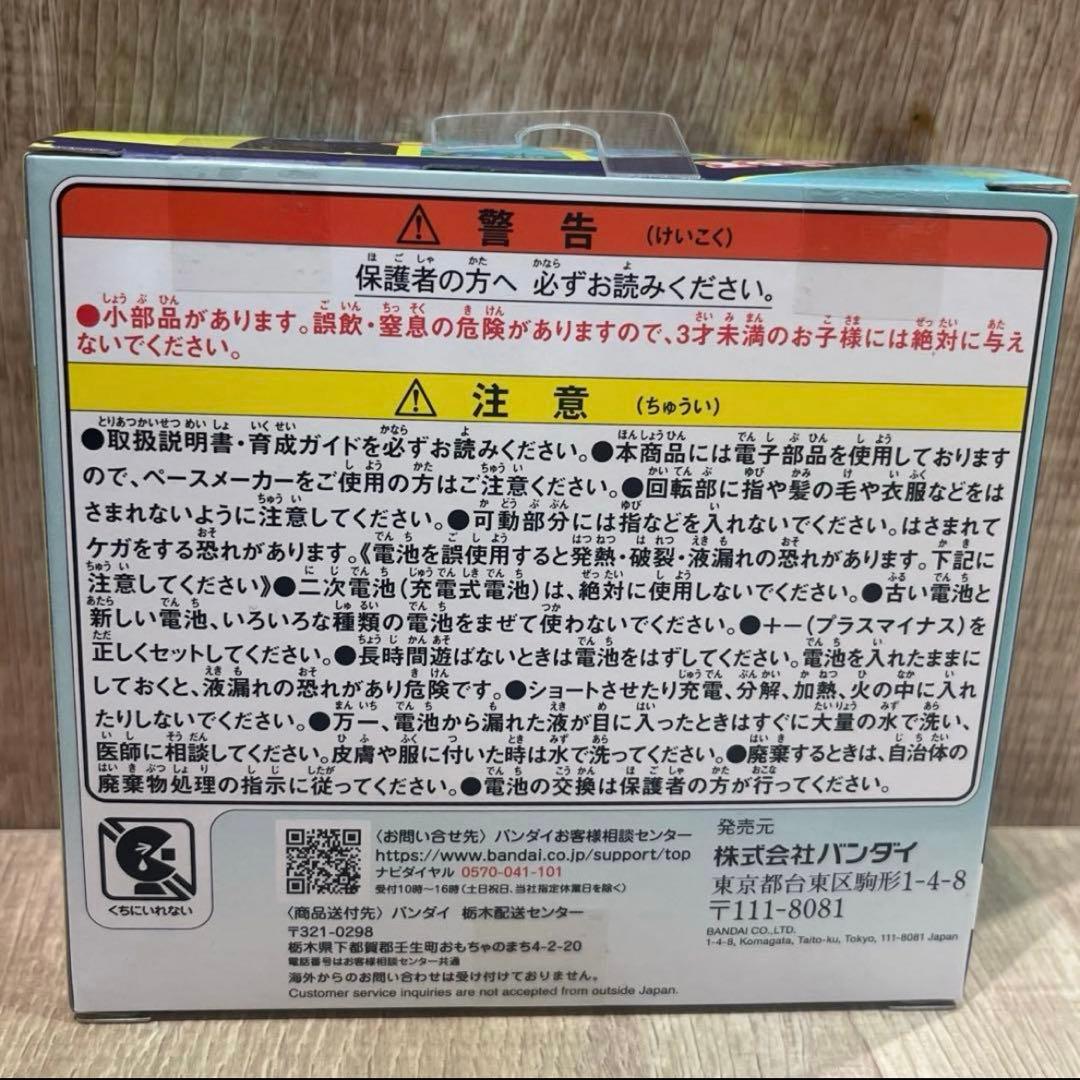 警告 (けいこく)
保護者の方へ 必ずお読みください。
●小部品があります。誤飲・窒息の危険がありますので、3才未満のお子様には絶対に与え
ないでください。
注意 (ちゅうい)
●取扱説明書・育成ガイドを必ずお読みください。●本商品には電子部品を使用しております
ので、ペースメーカーをご使用の方はご注意ください。●回転部に指や髪の毛や衣服などをは
さまれないように注意してください。●可動部分には指などを入れないでください。はさまれて
ケガをする恐れがあります。《電池を誤使用すると発熱・破裂・液漏れの恐れがあります。下記に
注意してください》●二次電池(充電式電池)は、絶対に使用しないでください。●古い電池と
新しい電池、いろいろな種類の電池をまぜて使わないでください。●+−(プラスマイナス)を
正しくセットしてください。●長時間遊ばないときは電池をはずしてください。電池を入れたままに
しておくと、液漏れの恐れがあり危険です。●ショートさせたり充電、分解、加熱、火の中に入れ
たりしないでください。●万一、電池から漏れた液が目に入ったときはすぐに大量の水で洗い、
医師に相談してください。皮膚や服に付いた時は水で洗ってください。●廃棄するときは、自治体の
廃棄物処理の指示に従ってください。●電池の交換は保護者の方が行ってください。
くちにいれない
〈お問い合せ先〉バンダイお客様相談センター
https://www.bandai.co.jp/support/top
ナビダイヤル 0570-041-101
受付10時〜16時(土日祝日、当社指定休業日を除く)
〈商品送付先〉バンダイ 栃木配送センター
〒321-0298
栃木県下都賀郡壬生町おもちゃのまち4-2-20
電話番号はお客様相談センター共通
海外からのお問い合わせは受け付けておりません。
Customer service inquiries are not accepted from outside Japan.
発売元
株式会社バンダイ
東京都台東区駒形1-4-8
〒111-8081
BANDAI CO.,LTD.
1-4-8, Komagata, Taito-ku, Tokyo, 111-8081 Japan